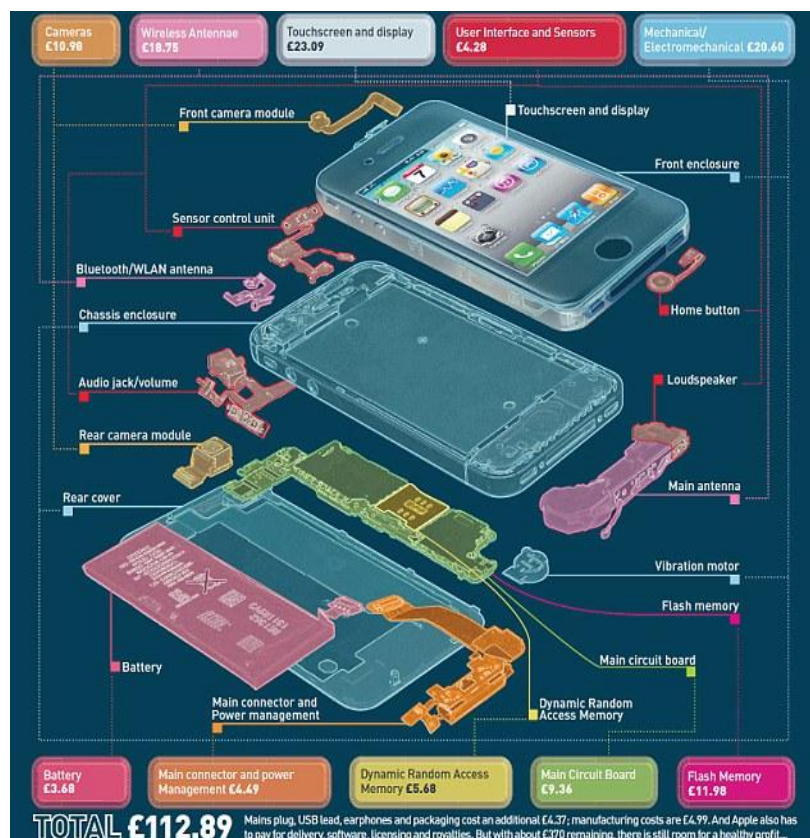 Cameras
£10.98
Wireless Antennae
£18.75
Touchscreen and display
£23.09
User Interface and Sensors
£4.28
Mechanical/
Electromechanical £20.60
Front camera module
Touchscreen and display
Front enclosure
Sensor control unit
Bluetooth/WLAN antenna
Home button
Chassis enclosure
Audio jack/volume
Loudspeaker
Rear camera module
Main antenna
Rear cover
Vibration motor
Flash memory
Main circuit board
Battery
Main connector and
Power management
Dynamic Random
Access Memory
Battery
£3.68
Main connector and power
Management £4.49
Dynamic Random Access
Memory £5.68
Main Circuit Board
£9.36
Flash Memory
£11.98
TOTAL £112.89
Mains plug, USB lead, earphones and packaging cost an additional £4.37; manufacturing costs are £4.99. And Apple also has
to pay for delivery, software, licensing and royalties. But with about £370 remaining, there is still room for a healthy profit...